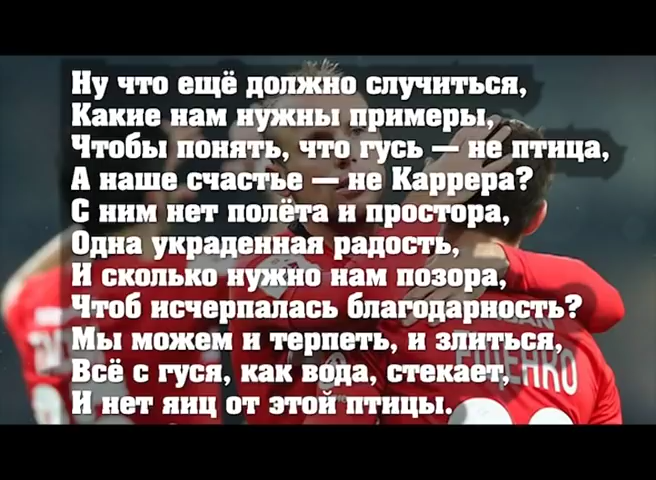 Ну что ещё должно случиться,
Какие нам нужны примеры,
Чтобы понять, что гусь — не птица,
А наше счастье — не Каррера?
С ним нет полёта и простора,
Одна украденная радость,
И сколько нужно нам позора,
Чтоб исчерпалась благодарность?
Мы можем и терпеть, и злиться,
Всё с гуся, как вода, стекает,
И нет яиц от этой птицы.